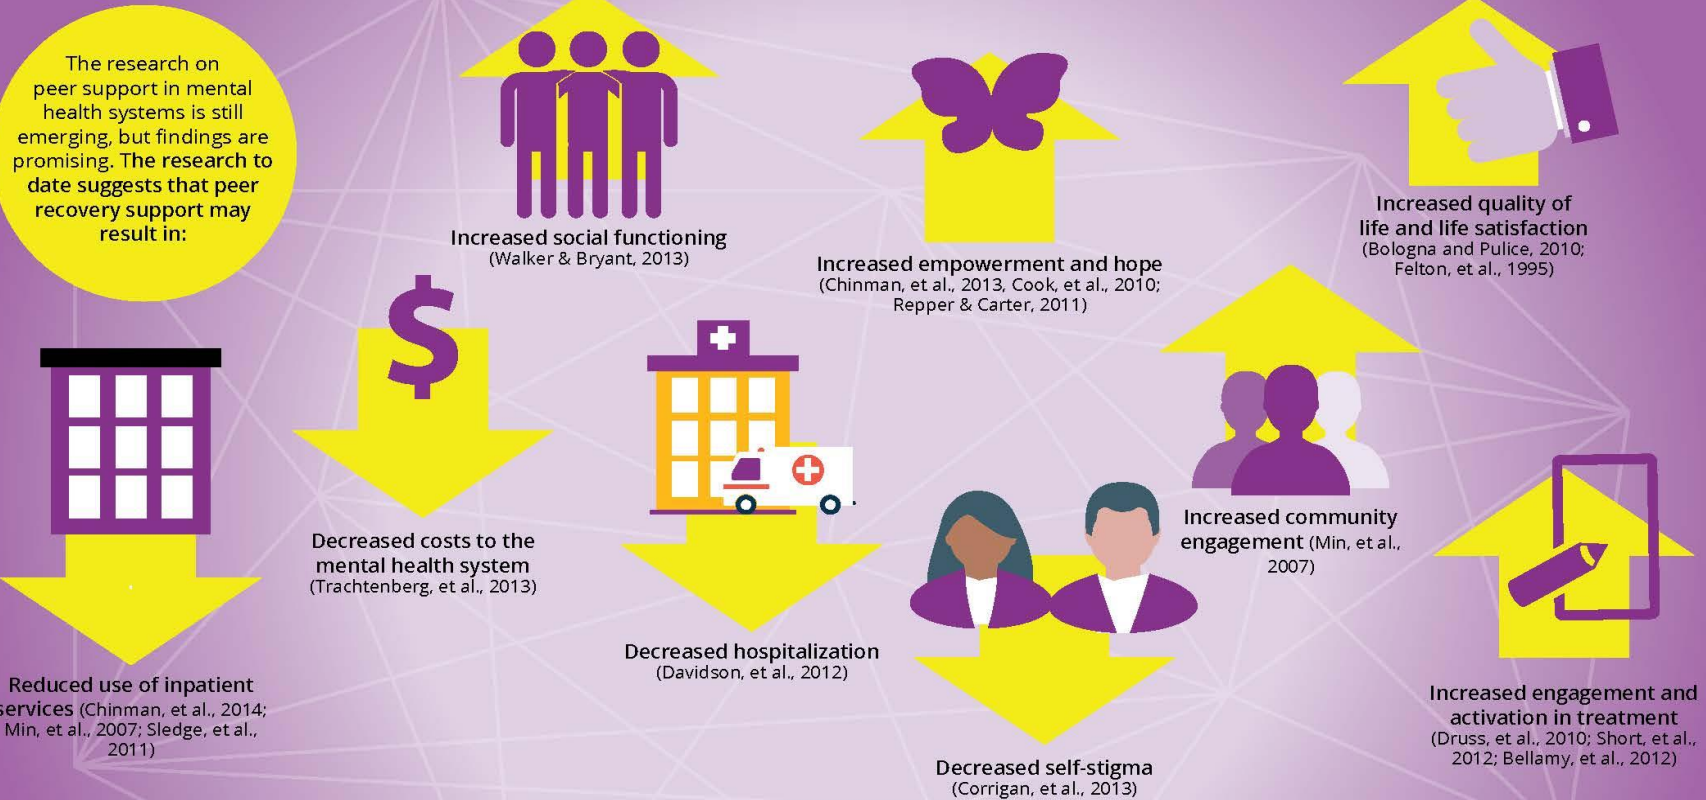 The research on
peer support in mental
health systems is still
emerging, but findings are
promising. The research to
date suggests that peer
recovery support may
result in:
Increased social functioning
(Walker & Bryant, 2013)
Increased empowerment and hope
(Chinman, et al., 2013, Cook, et al., 2010;
Repper & Carter, 2011)
Increased quality of
life and life satisfaction
(Bologna and Pulice, 2010;
Felton, et al., 1995)
$
Reduced use of inpatient
services (Chinman, et al., 2014;
Min, et al., 2007; Sledge, et al.,
2011)
Decreased costs to the
mental health system
(Trachtenberg, et al., 2013)
Decreased hospitalization
(Davidson, et al., 2012)
Decreased self-stigma
(Corrigan, et al., 2013)
Increased community
engagement (Min, et al.,
2007)
Increased engagement and
activation in treatment
(Druss, et al., 2010; Short, et al.,
2012; Bellamy, et al., 2012)